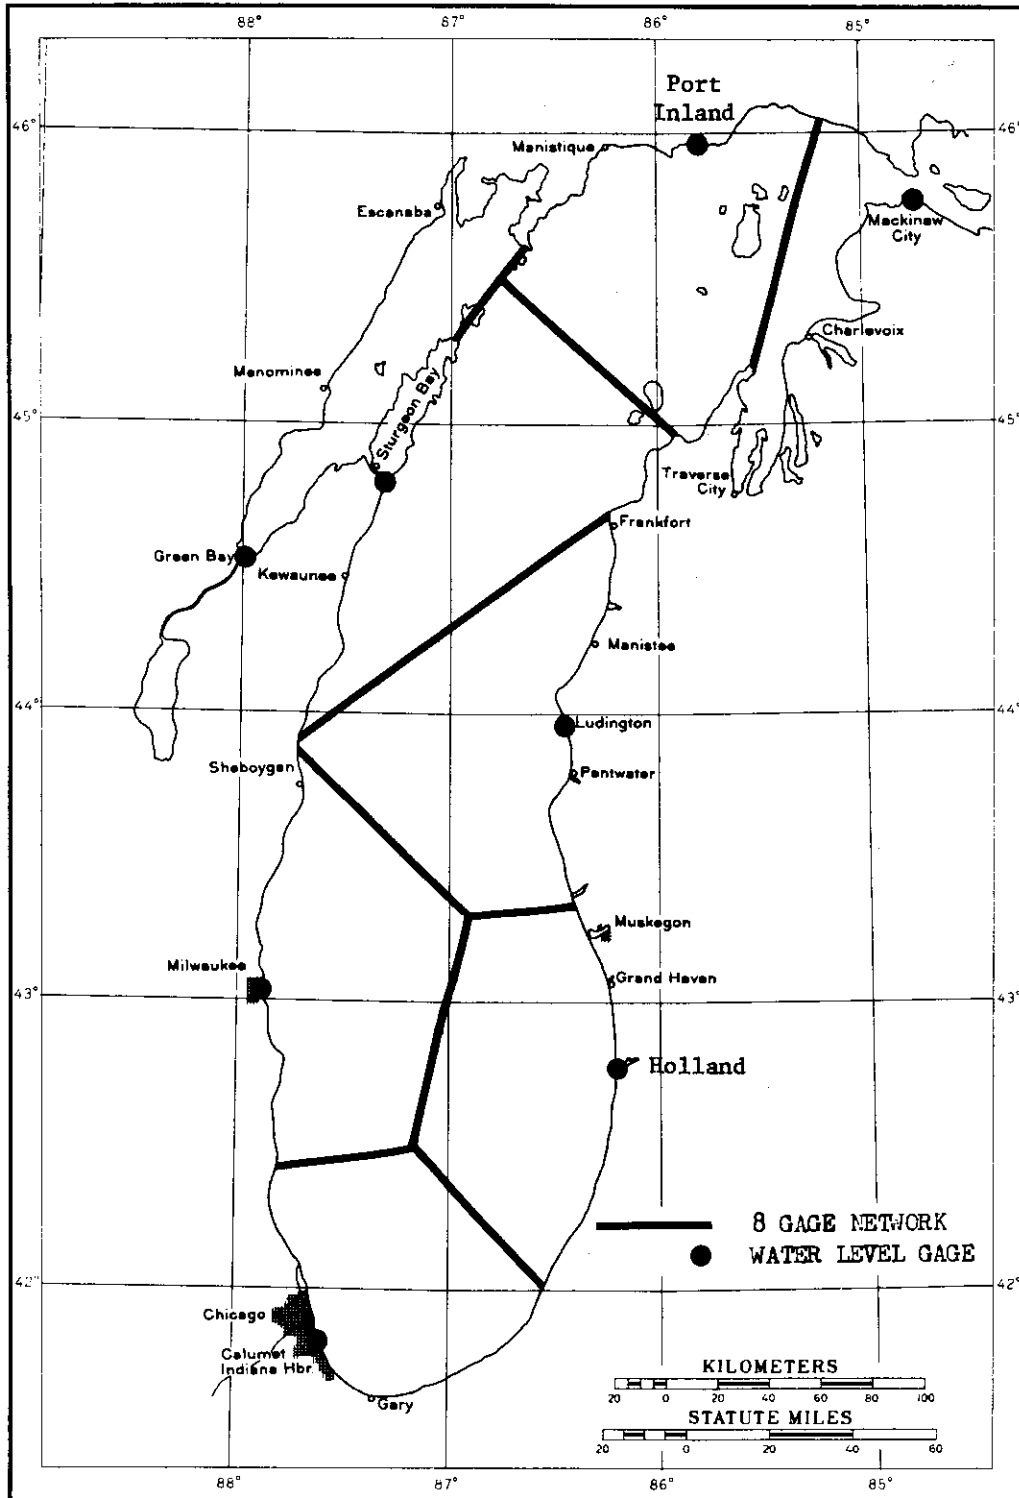 88°
87°
86°
85°
Port
Inland
46°
46°
Manistique
Escanaba
Mackinaw
City
Charlevoix
Menominee
Sturgeon Bay
45°
45°
Traverse
City
Frankfort
Green Bay
Kewaunee
Manistee
44°
44°
Ludington
Sheboygan
Pentwater
Muskegon
Milwaukee
Grand Haven
43°
43°
Holland
8 GAGE NETWORK
WATER LEVEL GAGE
42°
42°
Chicago
Calumet
Indiana Hbr.
Gary
KILOMETERS
20 0 20 40 60 80 100
STATUTE MILES
20 0 20 40 60
88°
87°
86°
85°